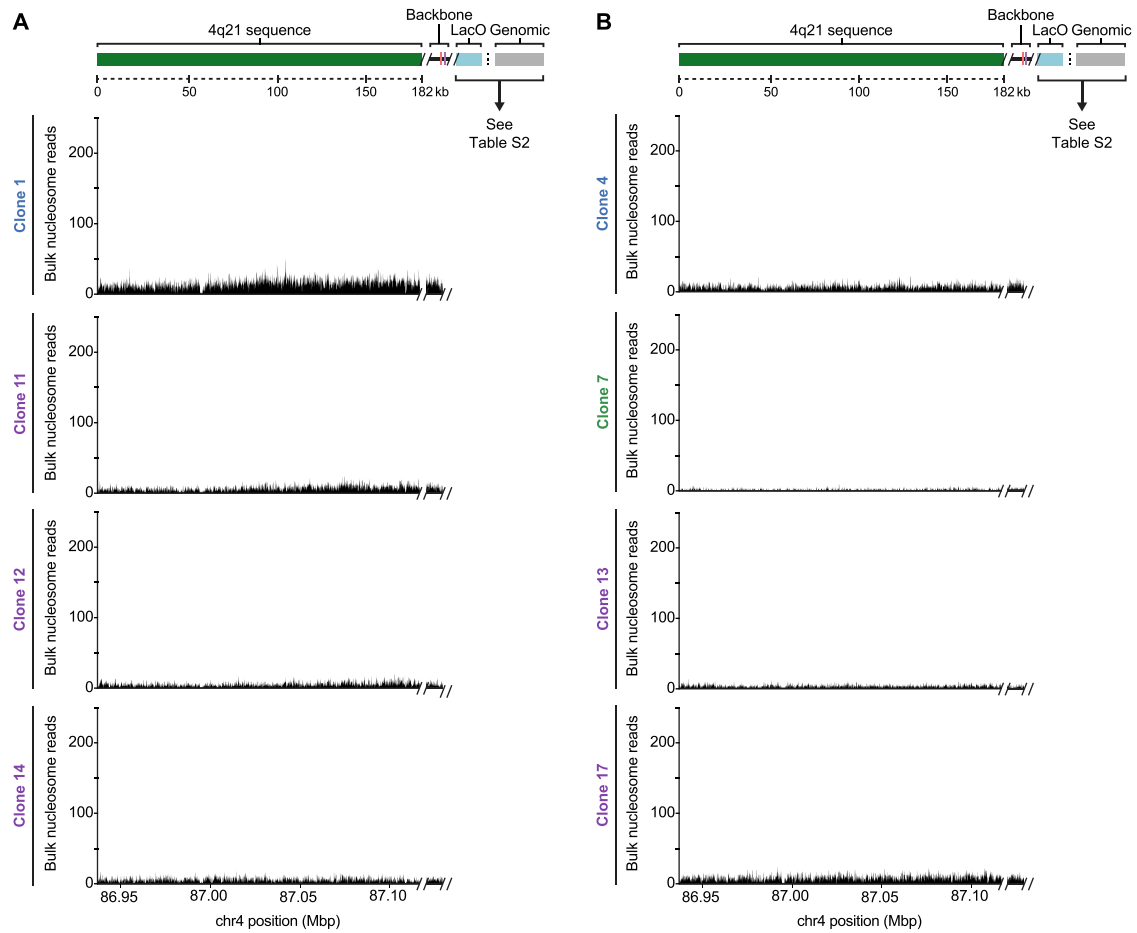 A
Backbone
4q21 sequence
LacO Genomic
0
50
100
150
182 kb
See
Table S2
Clone 1
Bulk nucleosome reads
200
100
0
Clone 11
Bulk nucleosome reads
200
100
0
Clone 12
Bulk nucleosome reads
200
100
0
Clone 14
Bulk nucleosome reads
200
100
0
86.95
87.00
87.05
87.10
chr4 position (Mbp)
B
Backbone
4q21 sequence
LacO Genomic
0
50
100
150
182 kb
See
Table S2
Clone 4
Bulk nucleosome reads
200
100
0
Clone 7
Bulk nucleosome reads
200
100
0
Clone 13
Bulk nucleosome reads
200
100
0
Clone 17
Bulk nucleosome reads
200
100
0
86.95
87.00
87.05
87.10
chr4 position (Mbp)